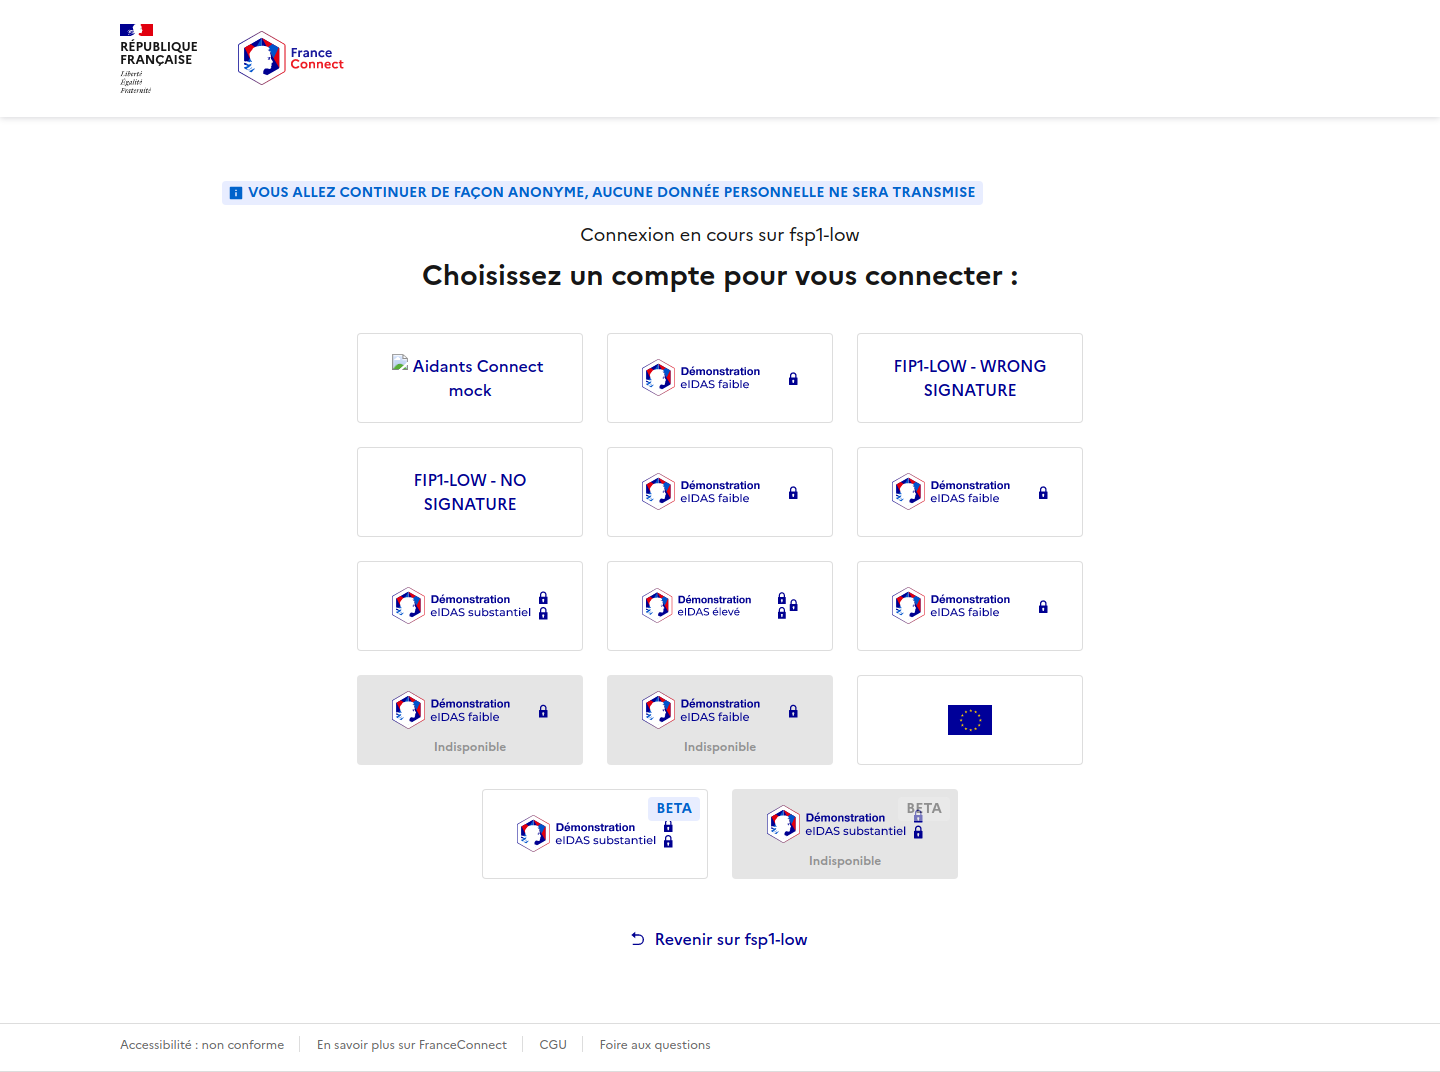 RÉPUBLIQUE
FRANÇAISE
Liberté
Égalité
Fraternité
France
Connect
VOUS ALLEZ CONTINUER DE FAÇON ANONYME, AUCUNE DONNÉE PERSONNELLE NE SERA TRANSMISE
Connexion en cours sur fsp1-low
Choisissez un compte pour vous connecter :
Aidants Connect
mock
Démonstration
eIDAS faible
FIP1-LOW - WRONG
SIGNATURE
FIP1-LOW - NO
SIGNATURE
Démonstration
eIDAS faible
Démonstration
eIDAS faible
Démonstration
eIDAS substantiel
Démonstration
eIDAS élevé
Démonstration
eIDAS faible
Démonstration
eIDAS faible
Indisponible
Démonstration
eIDAS faible
Indisponible
BETA
Démonstration
eIDAS substantiel
BETA
Démonstration
eIDAS substantiel
Indisponible
Revenir sur fsp1-low
Accessibilité : non conforme
En savoir plus sur FranceConnect
CGU
Foire aux questions